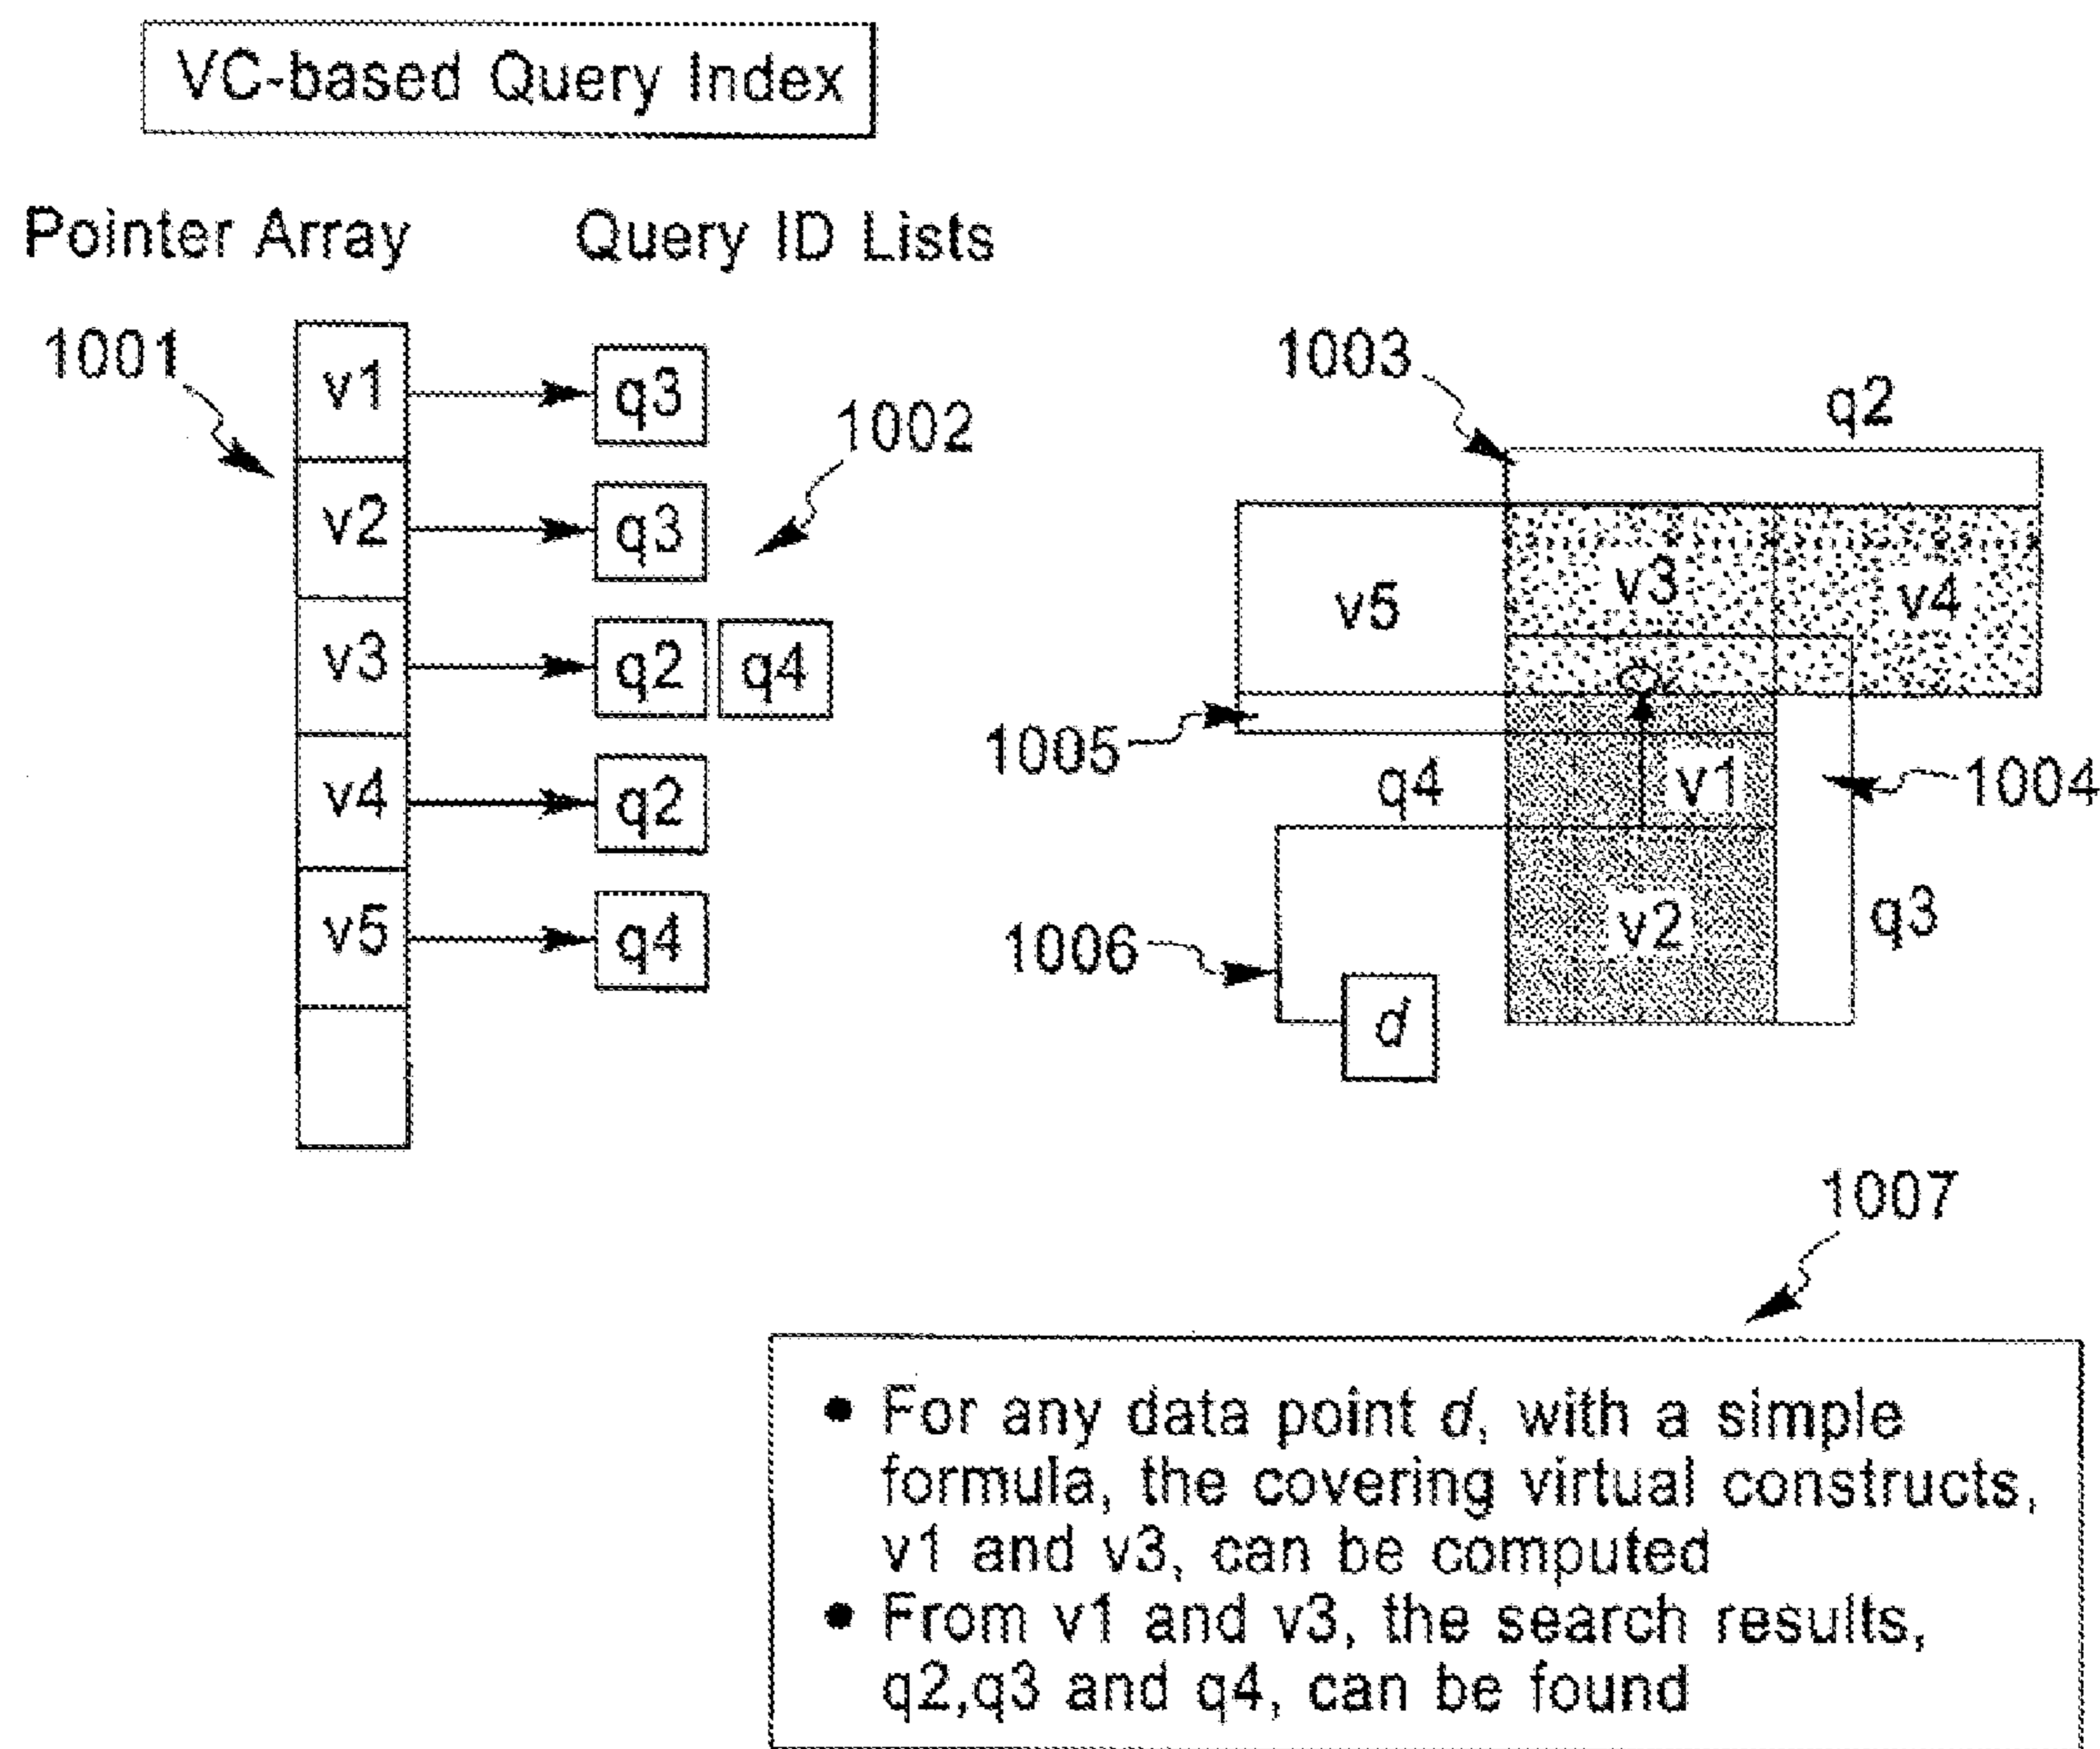 VC-based Query Index
Pointer Array
Query ID Lists
1001
v1
q3
1002
v2
q3
v3
q2 q4
v4
q2
v5
q4
1003
q2
v5
v3
v4
1005
q4
v1
1004
1006
v2
q3
d
1007
• For any data point d, with a simple
formula, the covering virtual constructs,
v1 and v3, can be computed
• From v1 and v3, the search results,
q2,q3 and q4, can be found